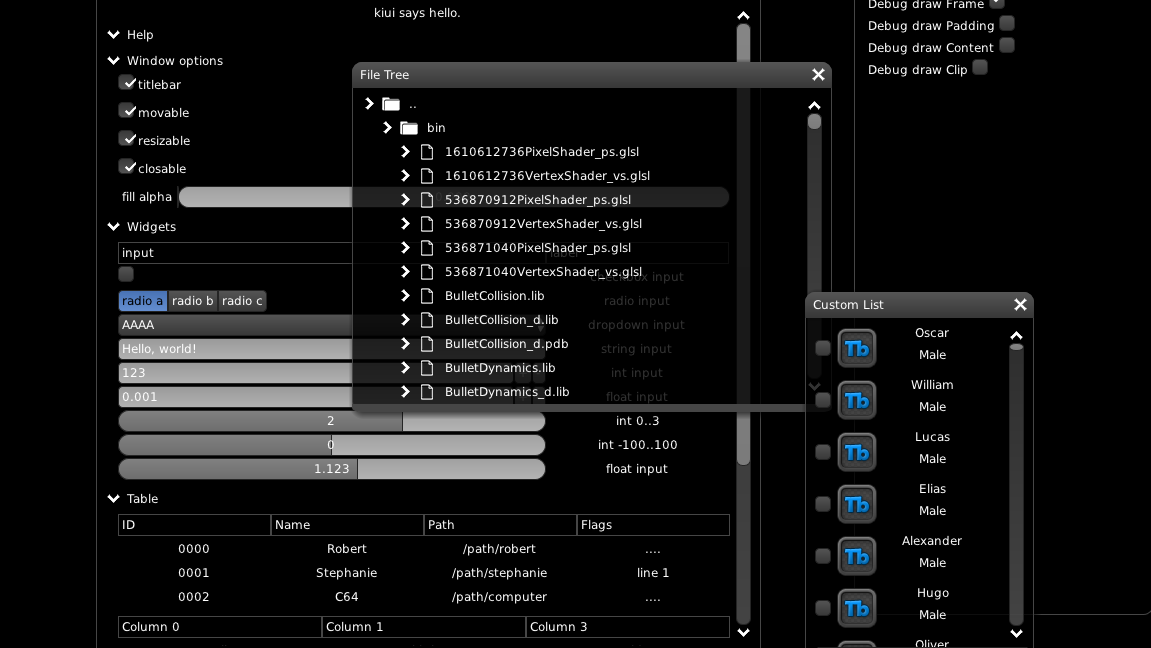 kiui says hello.
Help
Window options
titlebar
movable
resizable
closable
fill alpha
Widgets
input
label
checkbox input
radio a radio b radio c
radio input
AAAA
dropdown input
Hello, world!
string input
123
int input
0.001
float input
2
int 0..3
0
int -100..100
1.123
float input
Table
ID Name Path Flags
0000 Robert /path/robert ....
0001 Stephanie /path/stephanie line 1
0002 C64 /path/computer ....
Column 0 Column 1 Column 3
File Tree
..
bin
1610612736PixelShader_ps.glsl
1610612736VertexShader_vs.glsl
536870912PixelShader_ps.glsl
536870912VertexShader_vs.glsl
536871040PixelShader_ps.glsl
536871040VertexShader_vs.glsl
BulletCollision.lib
BulletCollision_d.lib
BulletCollision_d.pdb
BulletDynamics.lib
BulletDynamics_d.lib
Debug draw Frame
Debug draw Padding
Debug draw Content
Debug draw Clip
Custom List
Tb Oscar
Male
Tb William
Male
Tb Lucas
Male
Tb Elias
Male
Tb Alexander
Male
Tb Hugo
Male
Oliver